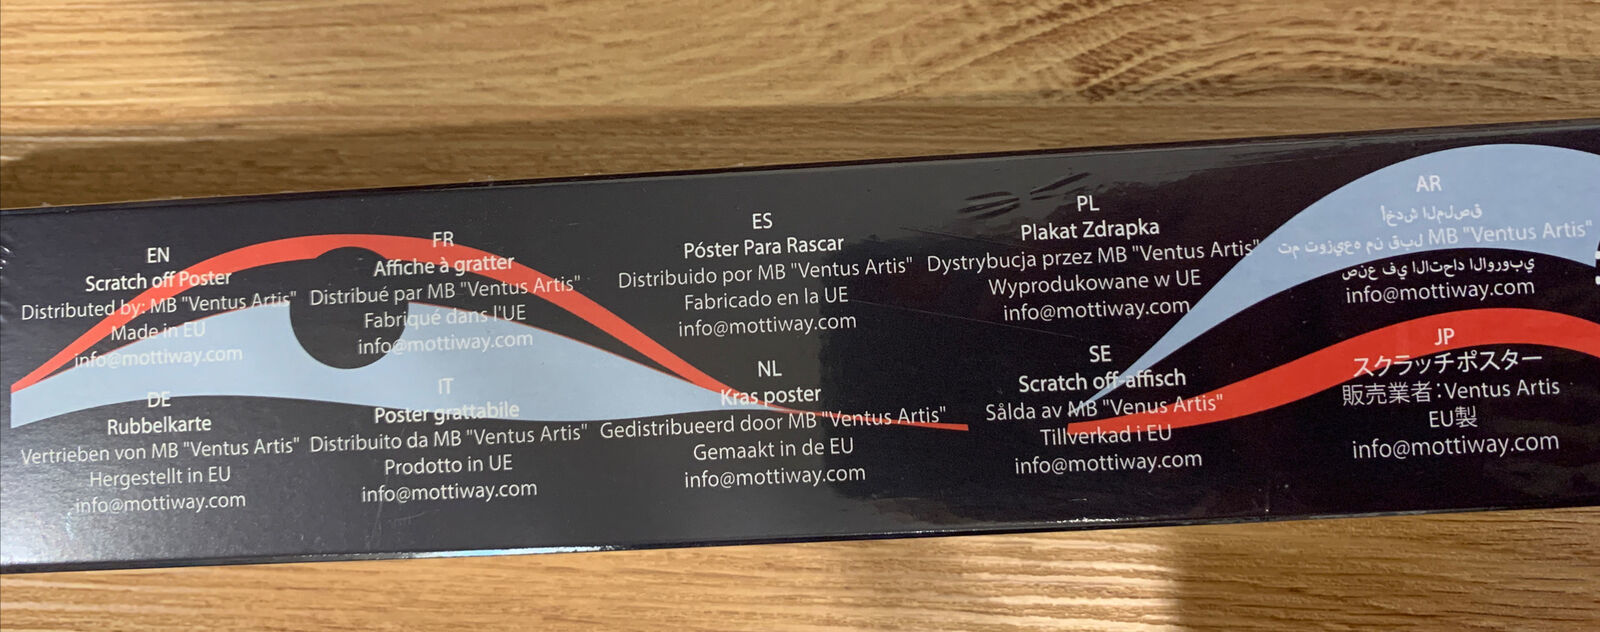 EN
Scratch off Poster
Distributed by: MB "Ventus Artis"
Made in EU
info@mottiway.com
FR
Affiche à gratter
Distribué par MB "Ventus Artis"
Fabriqué dans l'UE
info@mottiway.com
ES
Póster Para Rascar
Distribuido por MB "Ventus Artis"
Fabricado en la UE
info@mottiway.com
PL
Plakat Zdrapka
Dystrybucja przez MB "Ventus Artis"
Wyprodukowane w UE
info@mottiway.com
AR
أخدش الملصق
تم توزيعه من قبل MB "Ventus Artis"
صنع في الاتحاد الاوروبي
info@mottiway.com
DE
Rubbelkarte
Vertrieben von MB "Ventus Artis"
Hergestellt in EU
info@mottiway.com
IT
Poster grattabile
Distribuito da MB "Ventus Artis"
Prodotto in UE
info@mottiway.com
NL
Kras poster
Gedistribueerd door MB "Ventus Artis"
Gemaakt in de EU
info@mottiway.com
SE
Scratch off-affisch
Sålda av MB "Venus Artis"
Tillverkad i EU
info@mottiway.com
JP
スクラッチポスター
販売業者：Ventus Artis
EU製
info@mottiway.com